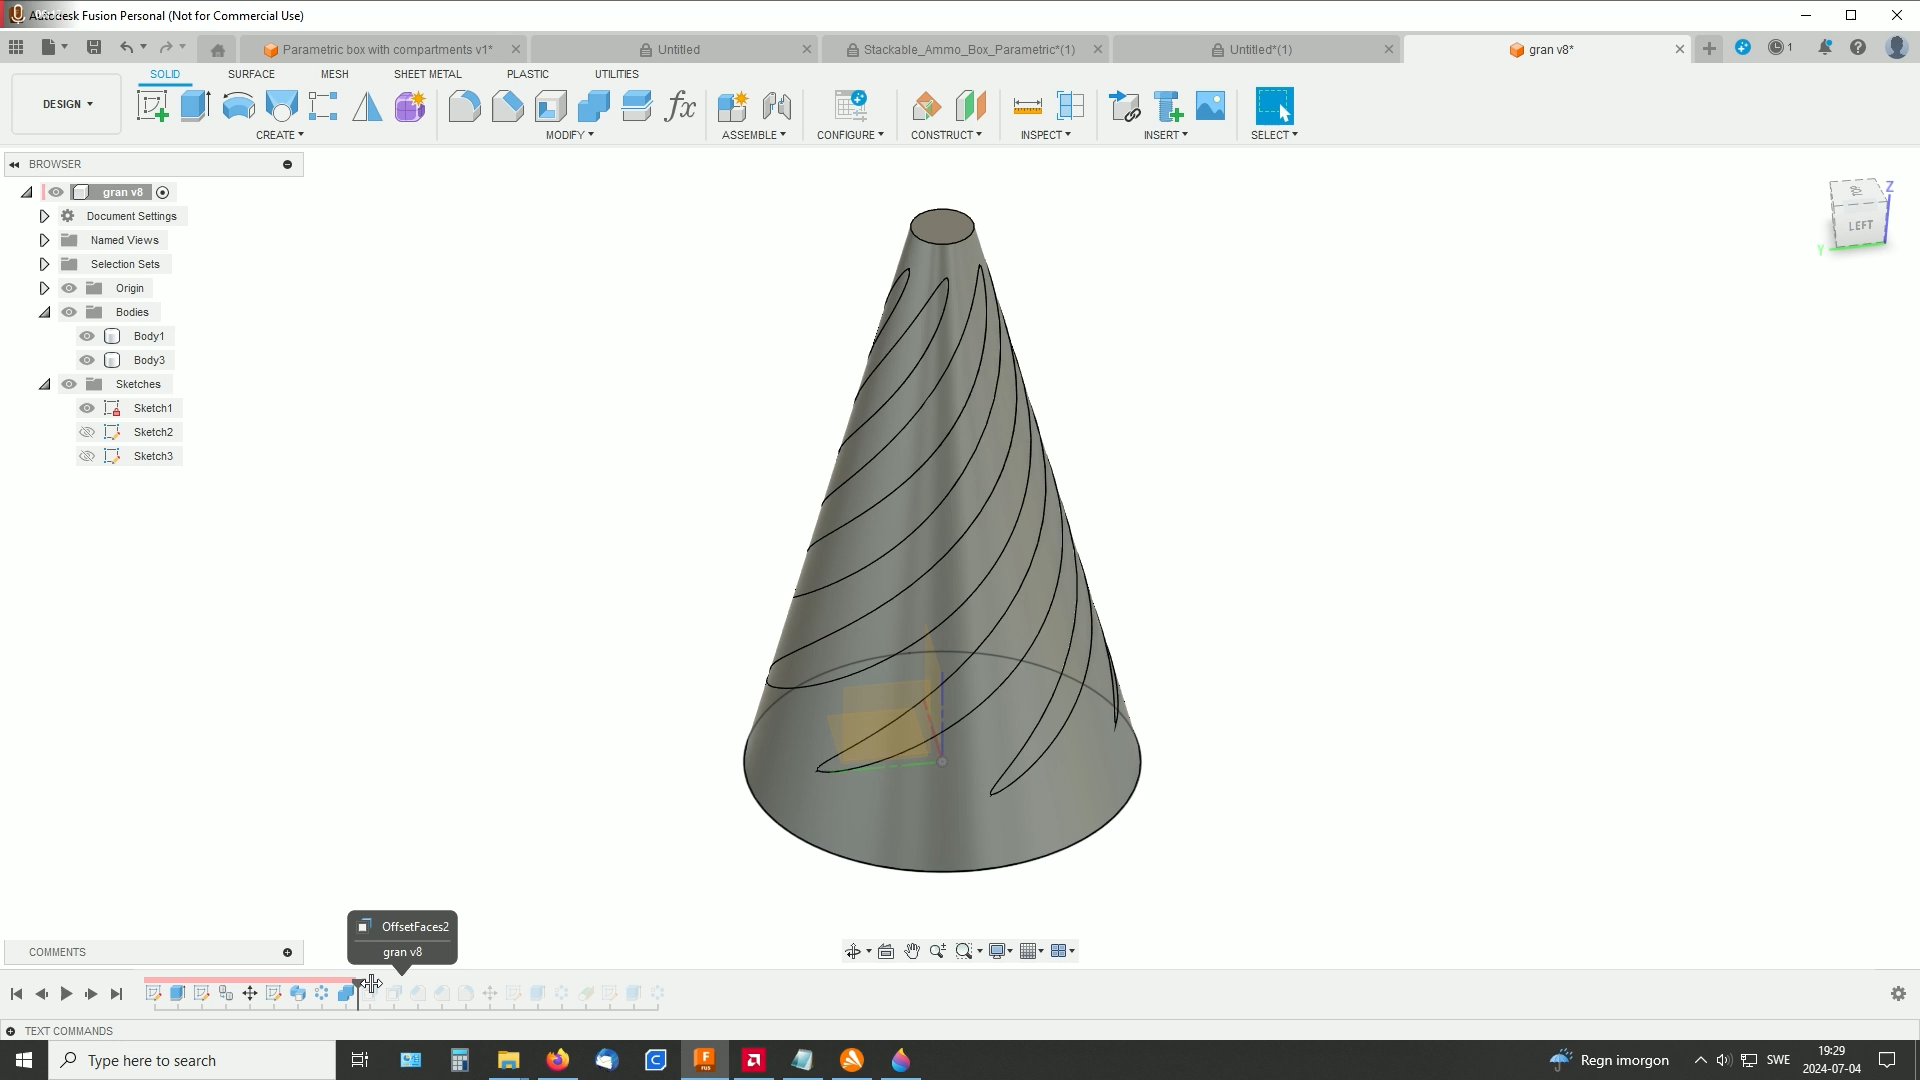 Autodesk Fusion Personal (Not for Commercial Use)
Parametric box with compartments v1*
Untitled
Stackable_Ammo_Box_Parametric*(1)
Untitled*(1)
gran v8*
1
DESIGN
SOLID
SURFACE
MESH
SHEET METAL
PLASTIC
UTILITIES
CREATE
MODIFY
ASSEMBLE
CONFIGURE
CONSTRUCT
INSPECT
INSERT
SELECT
BROWSER
gran v8
Document Settings
Named Views
Selection Sets
Origin
Bodies
Body1
Body3
Sketches
Sketch1
Sketch2
Sketch3
Z
LEFT
Y
OffsetFaces2
gran v8
COMMENTS
TEXT COMMANDS
Type here to search
Regn imorgon
SWE
19:29
2024-07-04